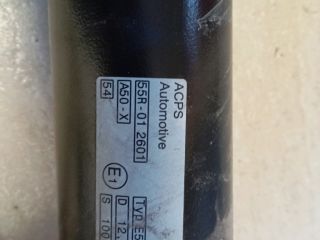 ACPS
Automotive
55R-01 2601
A50-X
54
E1
Typ E5
D 12,
S 100